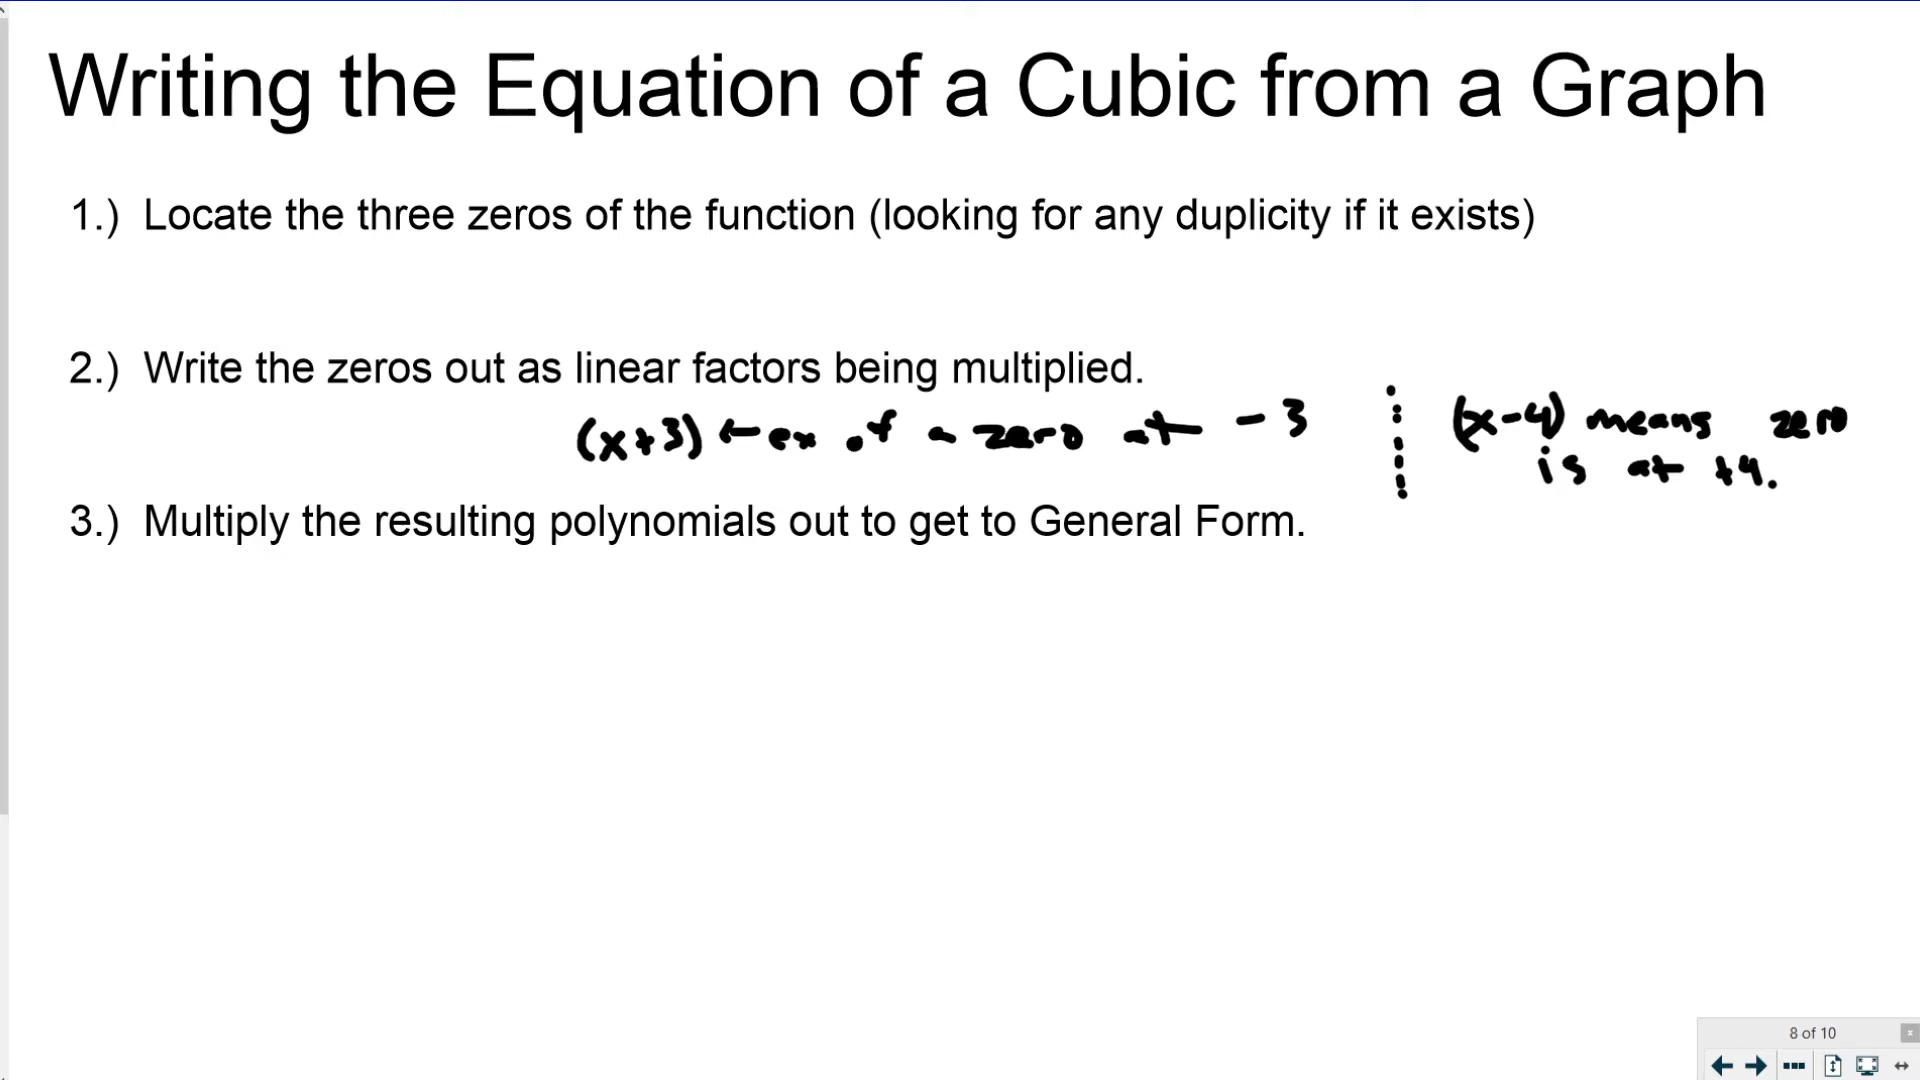 Writing the Equation of a Cubic from a Graph
1.) Locate the three zeros of the function (looking for any duplicity if it exists)
2.) Write the zeros out as linear factors being multiplied.
(x+3) ← ex of a zero at -3
(x-4) means zero
is at +4.
3.) Multiply the resulting polynomials out to get to General Form.
8 of 10